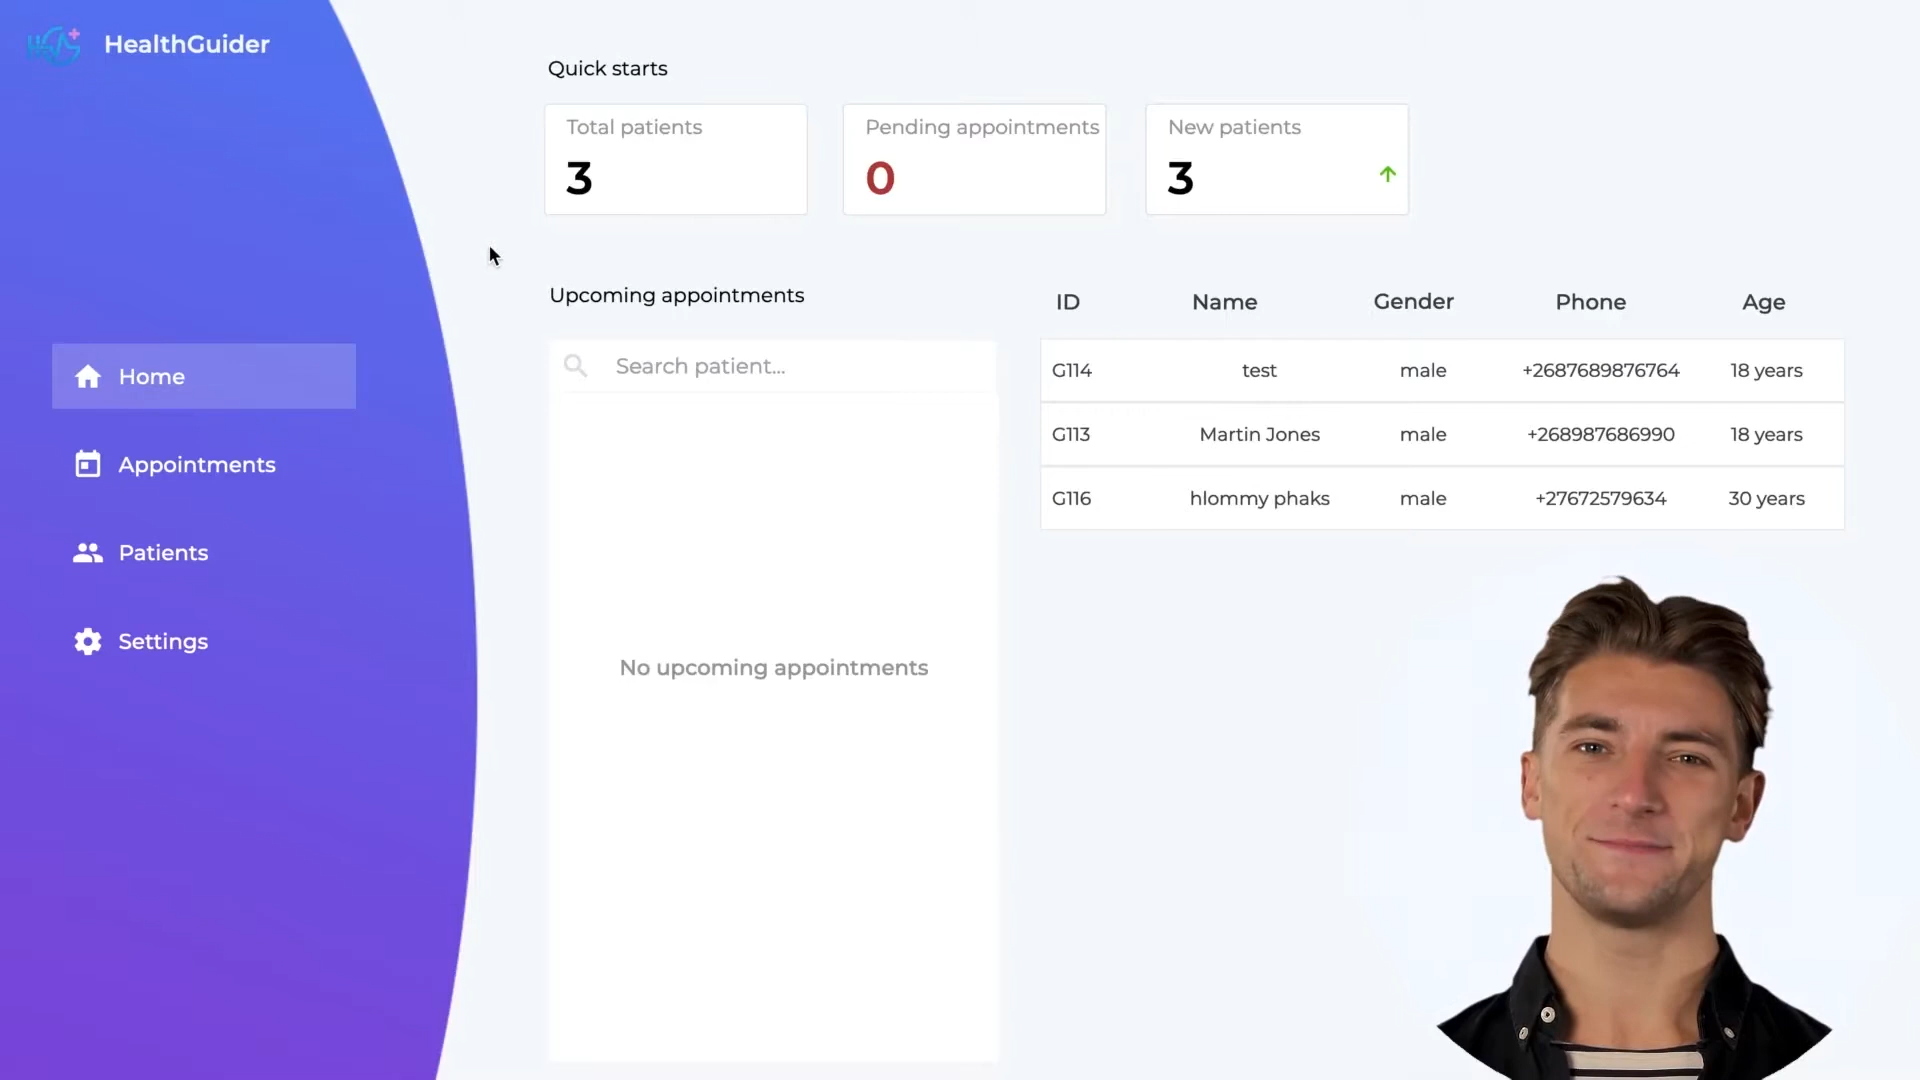 HealthGuider
Home
Appointments
Patients
Settings
Quick starts
Total patients
3
Pending appointments
0
New patients
3
Upcoming appointments
Search patient...
No upcoming appointments
ID Name Gender Phone Age
G114 test male +2687689876764 18 years
G113 Martin Jones male +268987686990 18 years
G116 hlommy phaks male +27672579634 30 years